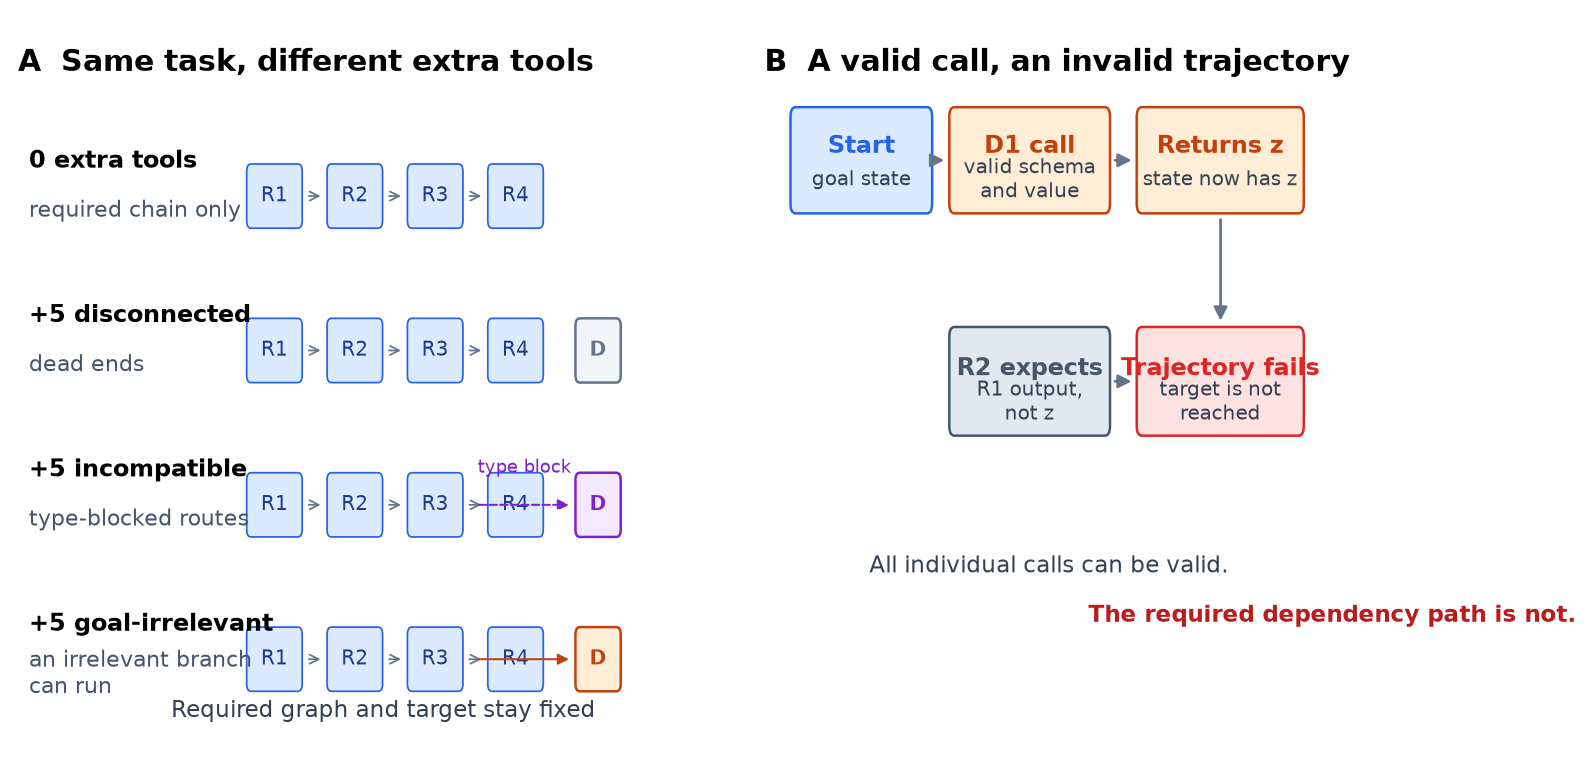 A  Same task, different extra tools
0 extra tools
required chain only
R1
R2
R3
R4
+5 disconnected
dead ends
R1
R2
R3
R4
D
+5 incompatible
type-blocked routes
type block
R1
R2
R3
R4
D
+5 goal-irrelevant
an irrelevant branch
can run
R1
R2
R3
R4
D
Required graph and target stay fixed
B  A valid call, an invalid trajectory
Start
goal state
D1 call
valid schema
and value
Returns z
state now has z
R2 expects
R1 output,
not z
Trajectory fails
target is not
reached
All individual calls can be valid.
The required dependency path is not.